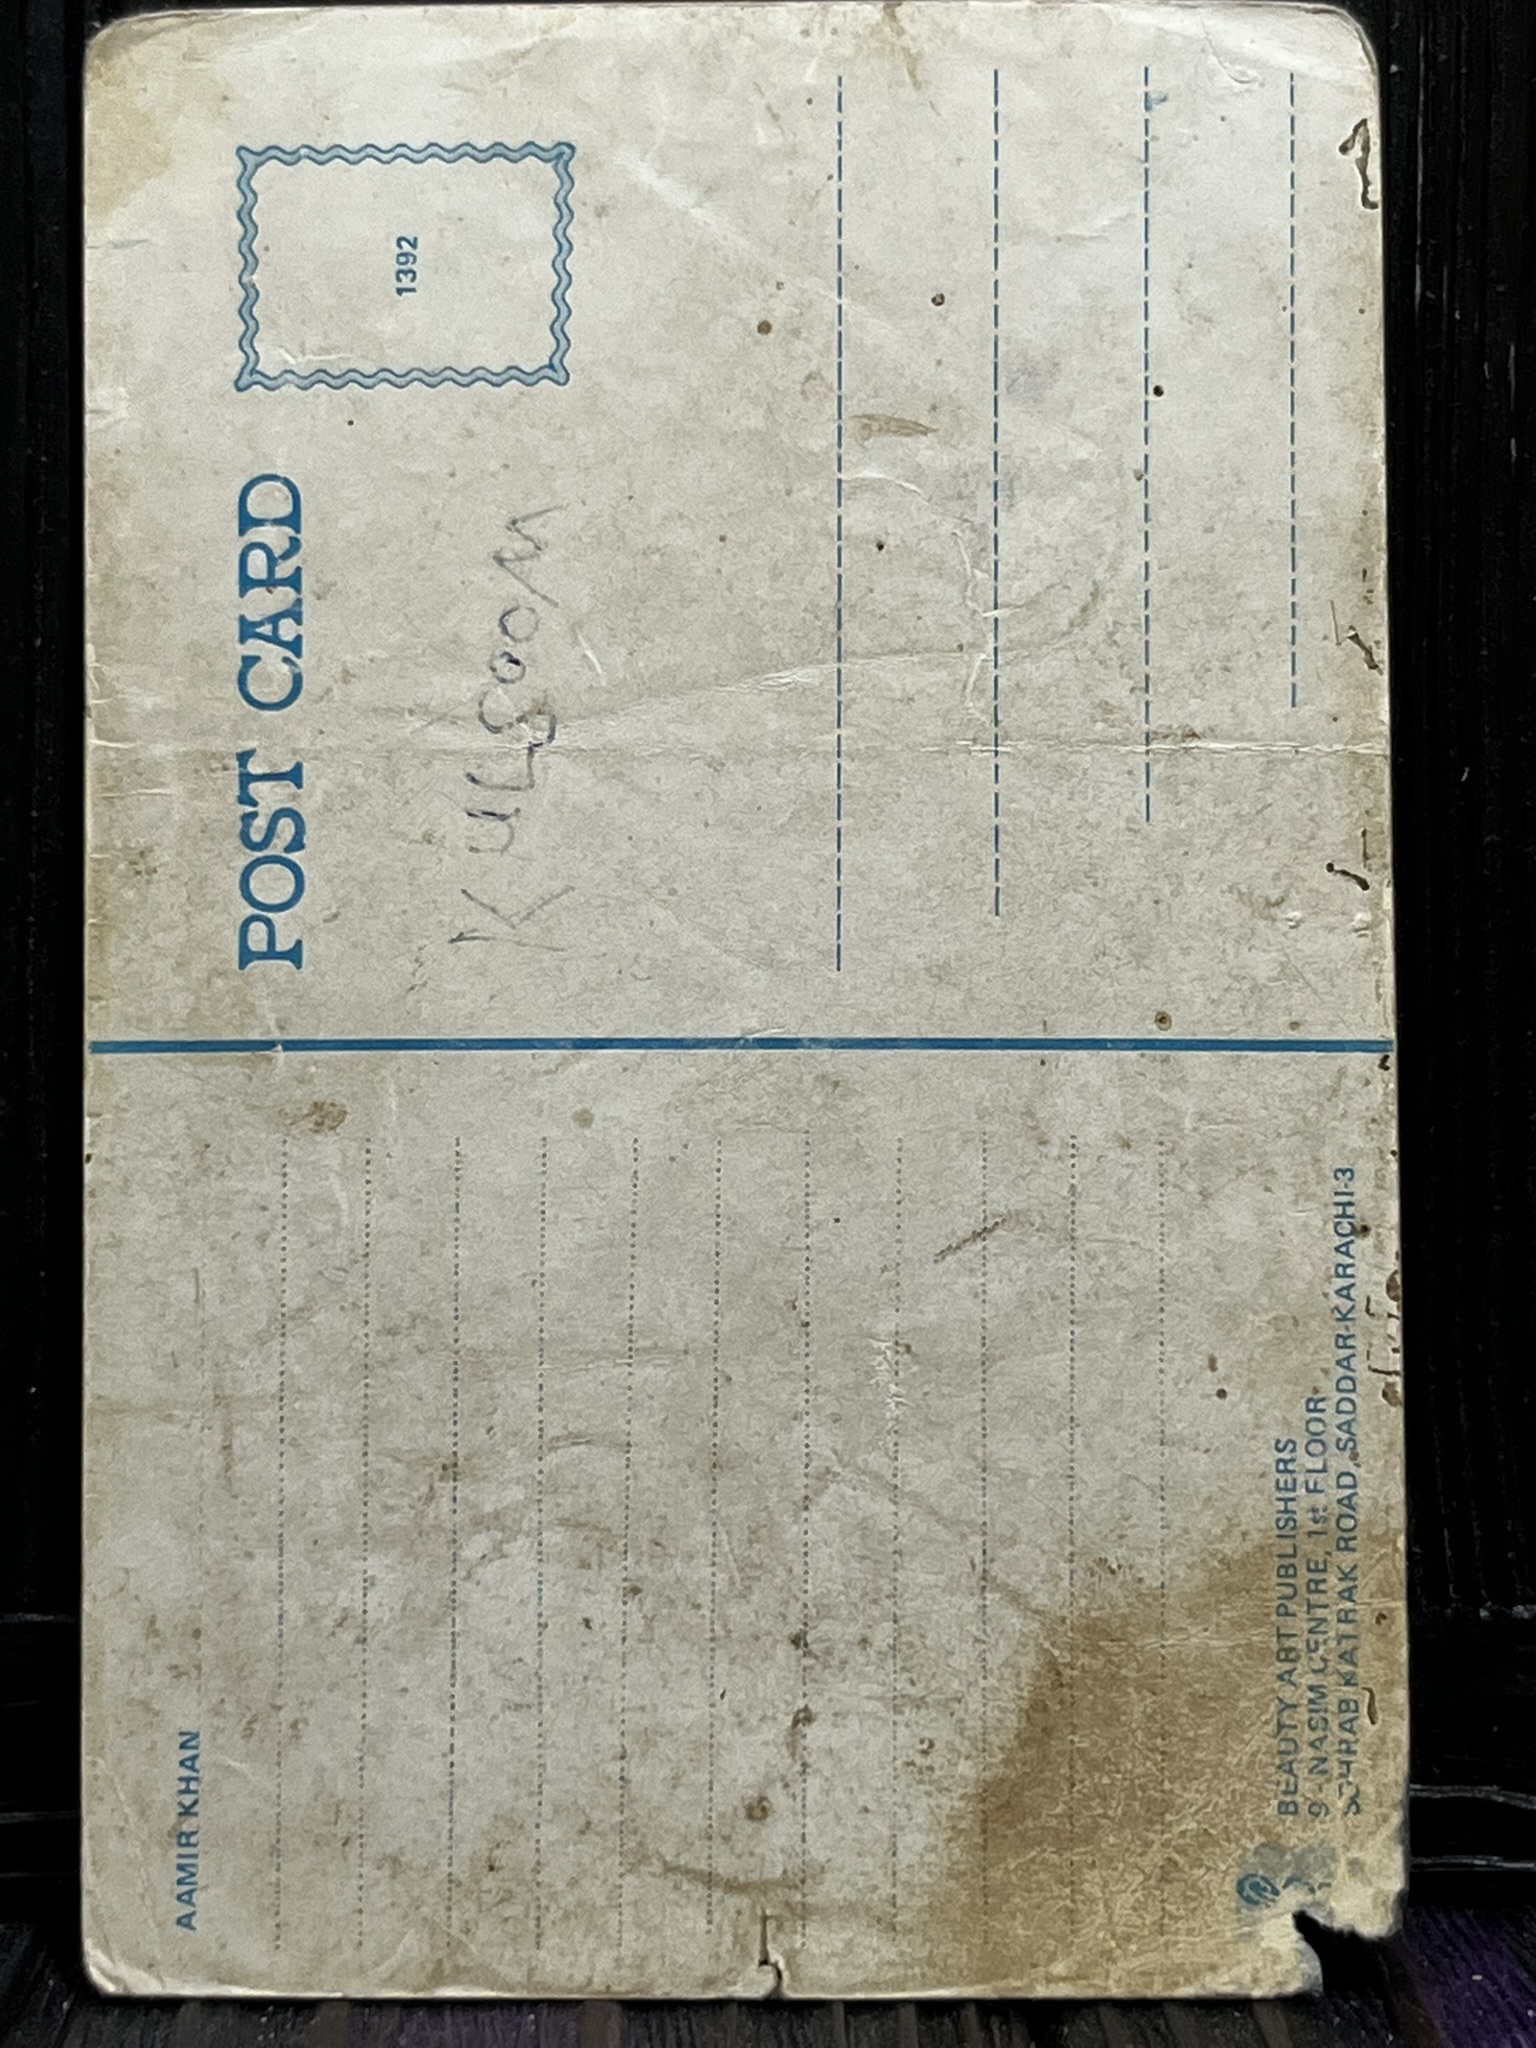 AAMIR KHAN
BEAUTY ART PUBLISHERS
9 -NASIM CENTRE, 1st FLOOR-
SOHRAB KATRAK ROAD, SADDAR-KARACHI-3
POST CARD
1392
Kulsoom